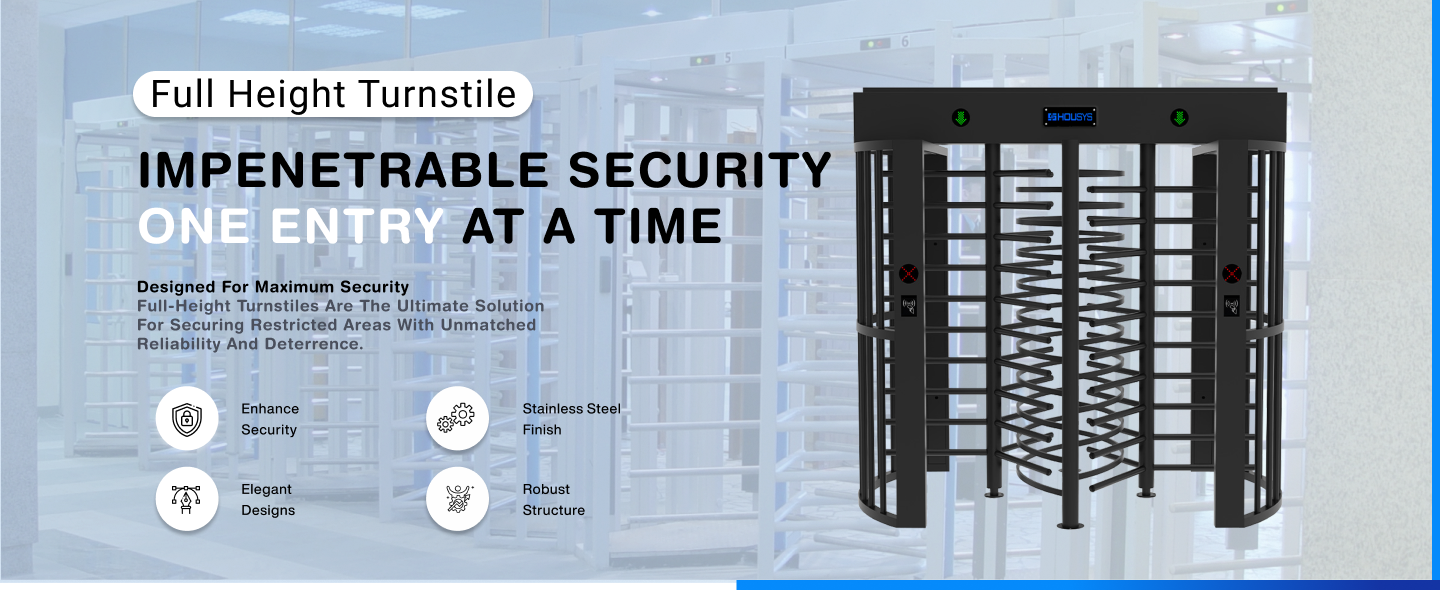 Full Height Turnstile
IMPENETRABLE SECURITY
ONE ENTRY AT A TIME
Designed For Maximum Security
Full-Height Turnstiles Are The Ultimate Solution
For Securing Restricted Areas With Unmatched
Reliability And Deterrence.
Enhance
Security
Stainless Steel
Finish
Elegant
Designs
Robust
Structure
5
6
HOUSYS